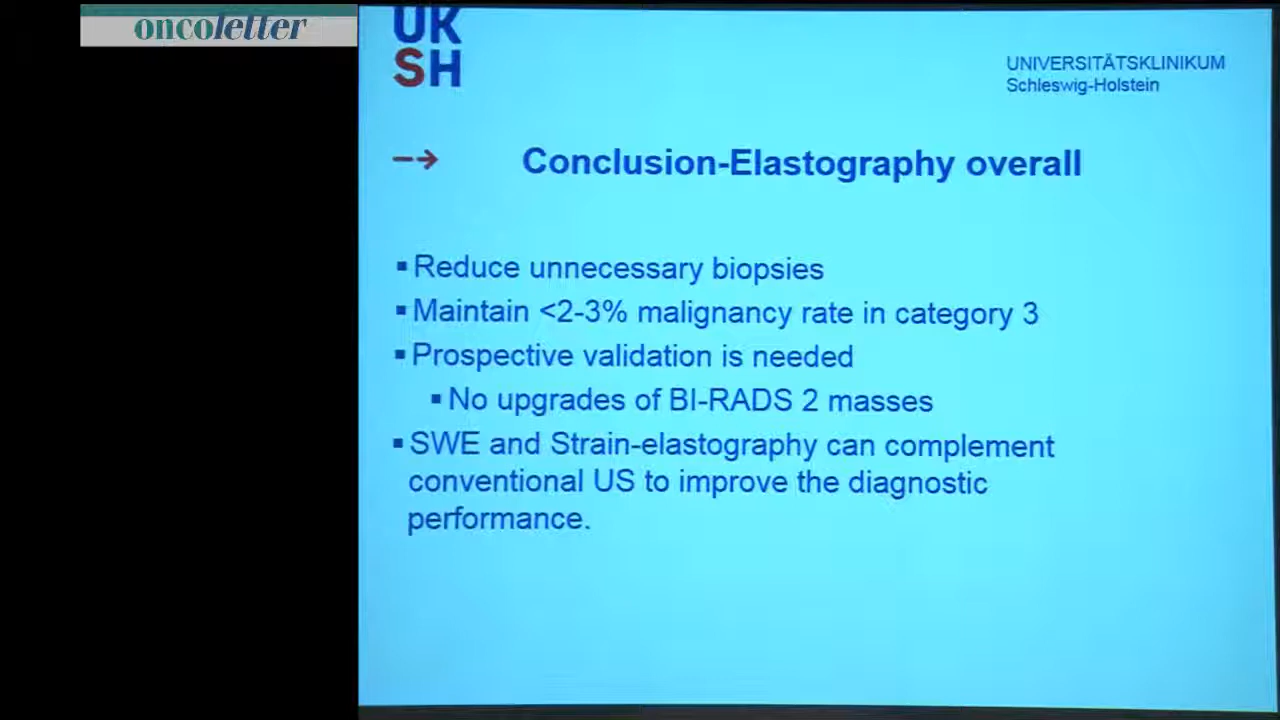 oncoletter
UK
SH
UNIVERSITÄTSKLINIKUM
Schleswig-Holstein
Conclusion-Elastography overall
▪ Reduce unnecessary biopsies
▪ Maintain <2-3% malignancy rate in category 3
▪ Prospective validation is needed
▪ No upgrades of BI-RADS 2 masses
▪ SWE and Strain-elastography can complement
conventional US to improve the diagnostic
performance.